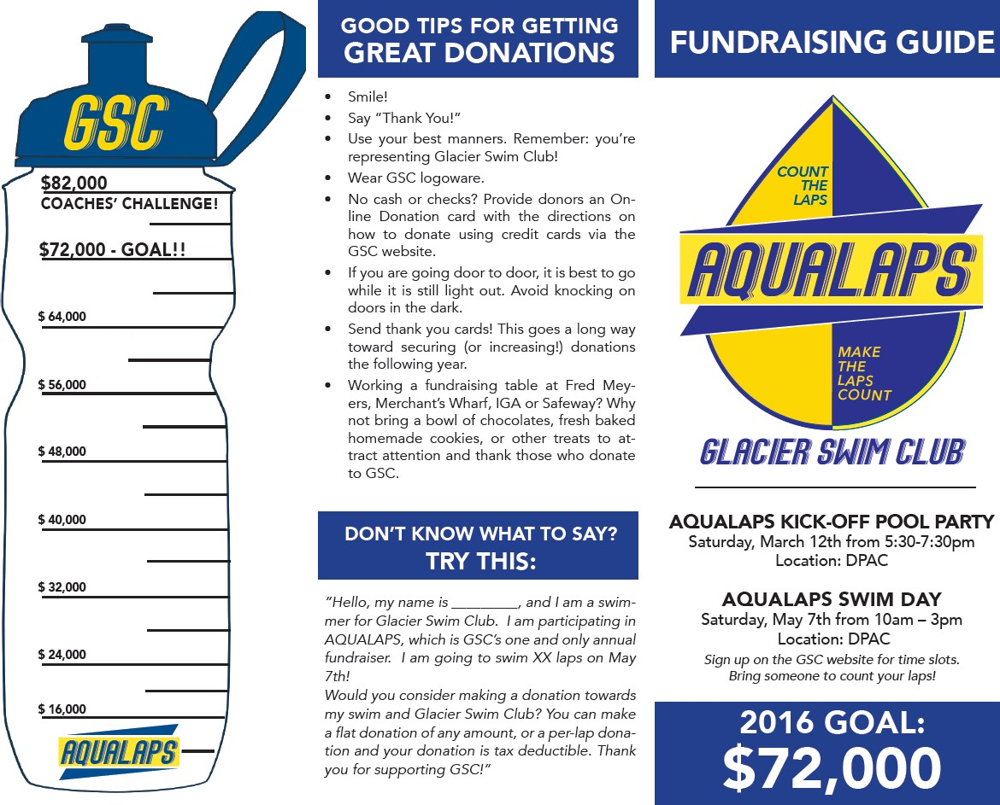 GSC
$82,000
COACHES' CHALLENGE!
$72,000 - GOAL!!
$ 64,000
$ 56,000
$ 48,000
$ 40,000
$ 32,000
$ 24,000
$ 16,000
AQUALAPS
GOOD TIPS FOR GETTING
GREAT DONATIONS
• Smile!
• Say “Thank You!”
• Use your best manners. Remember: you’re
representing Glacier Swim Club!
• Wear GSC logoware.
• No cash or checks? Provide donors an On-
line Donation card with the directions on
how to donate using credit cards via the
GSC website.
• If you are going door to door, it is best to go
while it is still light out. Avoid knocking on
doors in the dark.
• Send thank you cards! This goes a long way
toward securing (or increasing!) donations
the following year.
• Working a fundraising table at Fred Mey-
ers, Merchant’s Wharf, IGA or Safeway? Why
not bring a bowl of chocolates, fresh baked
homemade cookies, or other treats to at-
tract attention and thank those who donate
to GSC.
DON’T KNOW WHAT TO SAY?
TRY THIS:
“Hello, my name is _________, and I am a swim-
mer for Glacier Swim Club.  I am participating in
AQUALAPS, which is GSC’s one and only annual
fundraiser.  I am going to swim XX laps on May
7th!
Would you consider making a donation towards
my swim and Glacier Swim Club? You can make
a flat donation of any amount, or a per-lap dona-
tion and your donation is tax deductible. Thank
you for supporting GSC!”
FUNDRAISING GUIDE
COUNT
THE
LAPS
AQUALAPS
MAKE
THE
LAPS
COUNT
GLACIER SWIM CLUB
AQUALAPS KICK-OFF POOL PARTY
Saturday, March 12th from 5:30-7:30pm
Location: DPAC
AQUALAPS SWIM DAY
Saturday, May 7th from 10am – 3pm
Location: DPAC
Sign up on the GSC website for time slots.
Bring someone to count your laps!
2016 GOAL:
$72,000